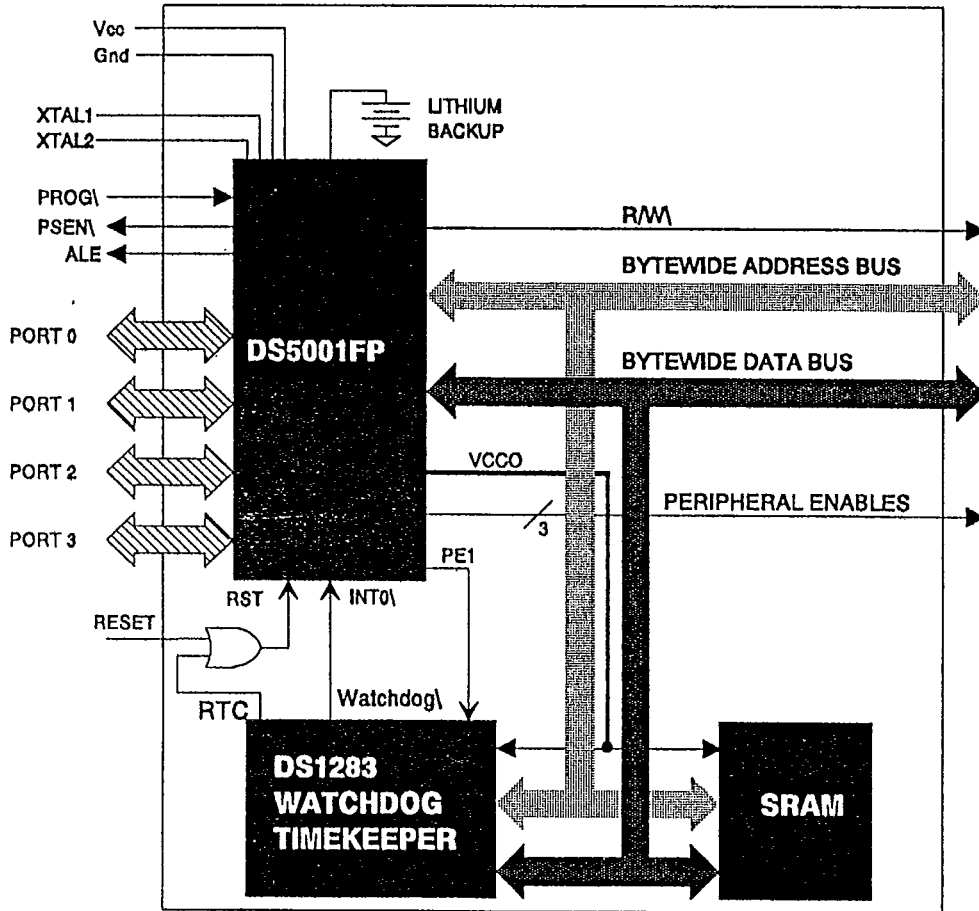 Vcc
Gnd
XTAL1
XTAL2
LITHIUM
BACKUP
PROG\
PSEN\
ALE
R/W\
BYTEWIDE ADDRESS BUS
PORT 0
DS5001FP
BYTEWIDE DATA BUS
PORT 1
PORT 2
VCCO
PERIPHERAL ENABLES
3
PORT 3
PE1
RST
INT0\
RESET
RTC
Watchdog\
DS1283
WATCHDOG
TIMEKEEPER
SRAM